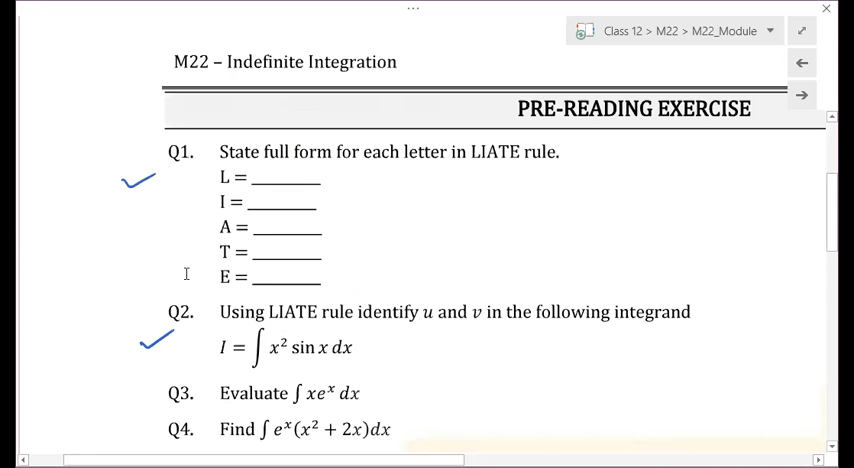 Class 12 > M22 > M22_Module
M22 – Indefinite Integration
PRE-READING EXERCISE
Q1. State full form for each letter in LIATE rule.
L = ________
I = ________
A = ________
T = ________
E = ________
Q2. Using LIATE rule identify u and v in the following integrand
I = ∫ x² sin x dx
Q3. Evaluate ∫ xeˣ dx
Q4. Find ∫ eˣ(x² + 2x)dx